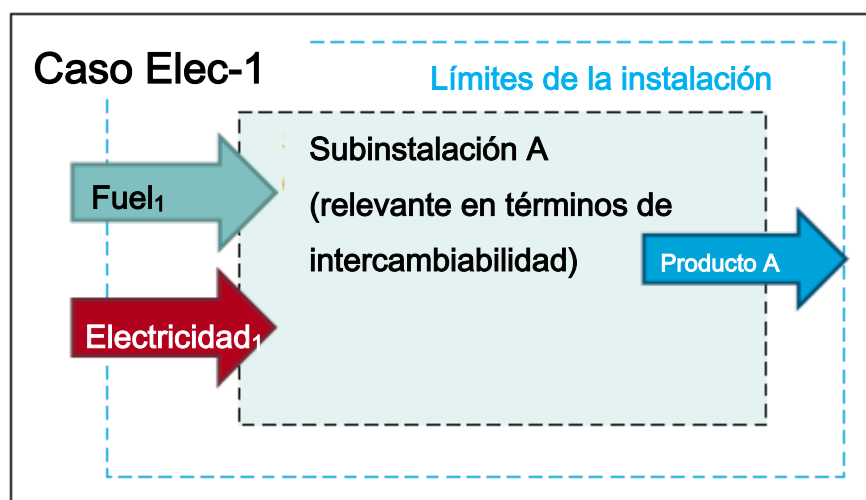 Caso Elec-1
Límites de la instalación
Subinstalación A
(relevante en términos de
intercambiabilidad)
Fuel₁
Producto A
Electricidad₁